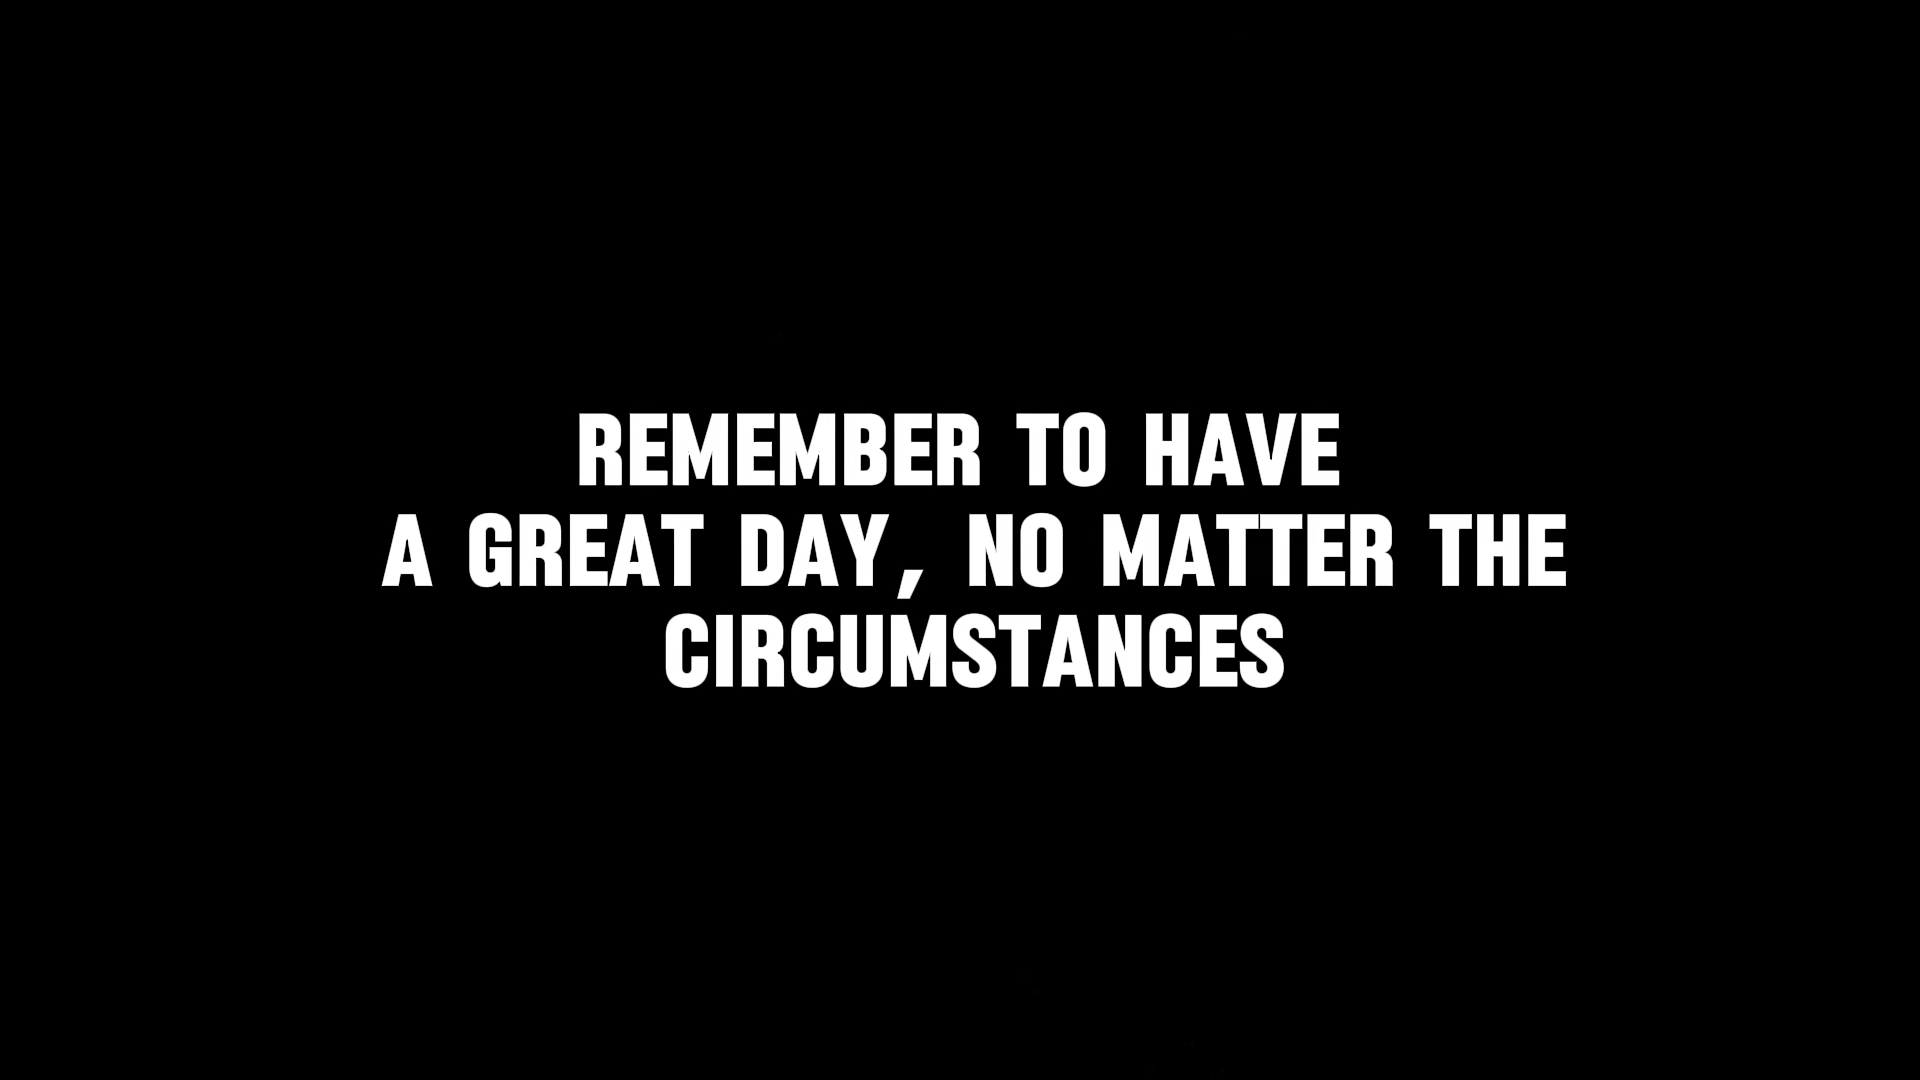 REMEMBER TO HAVE
A GREAT DAY, NO MATTER THE
CIRCUMSTANCES